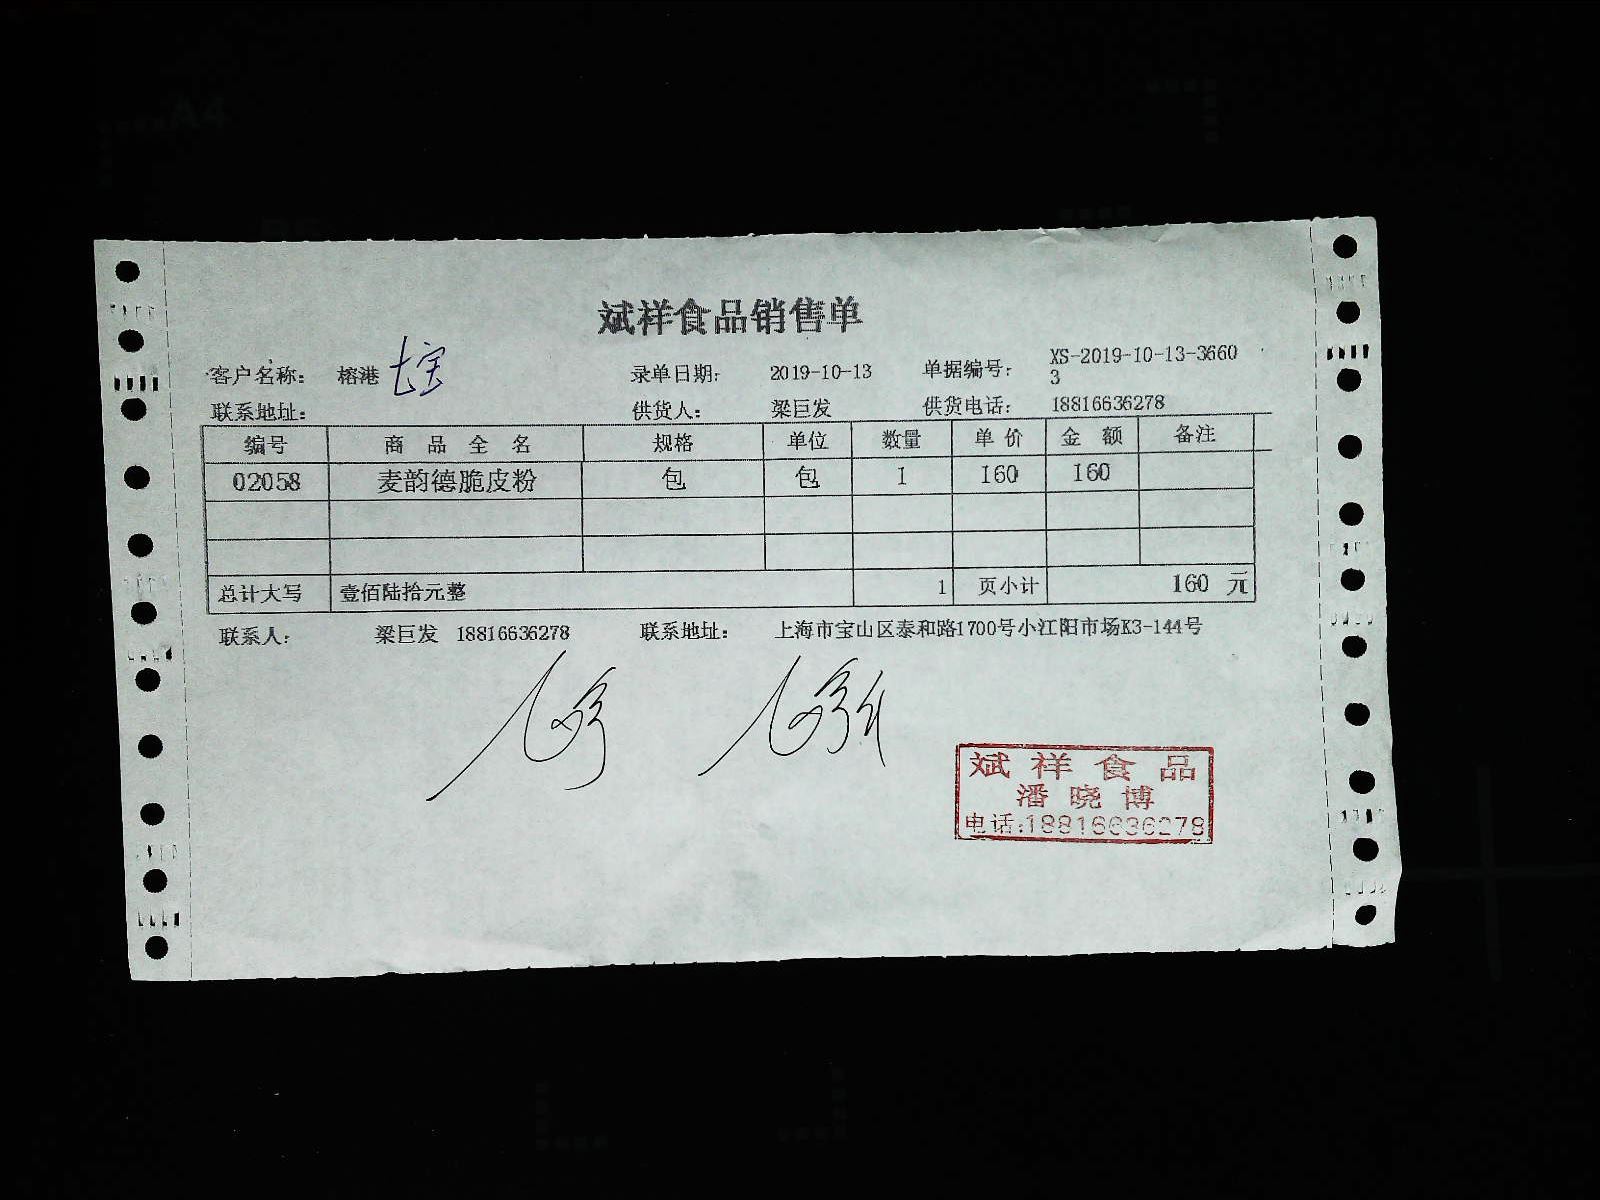 斌祥食品销售单
客户名称: 榕港 录单日期: 2019-10-13 单据编号: XS-2019-10-13-3660
3
联系地址: 供货人: 梁巨发 供货电话: 18816636278
编号 商品全名 规格 单位 数量 单价 金额 备注
02058 麦韵德脆皮粉 包 包 1 160 160
总计大写 壹佰陆拾元整 1 页小计 160 元
联系人: 梁巨发 18816636278 联系地址: 上海市宝山区泰和路1700号小江阳市场K3-144号
斌祥食品
潘晓博
电话:18816636278